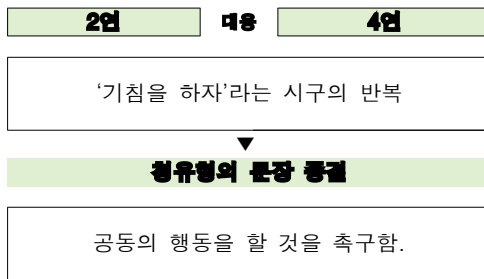 2연 대응 4연
‘기침을 하자’라는 시구의 반복
▼
청유형의 문장 종결
공동의 행동을 할 것을 촉구함.